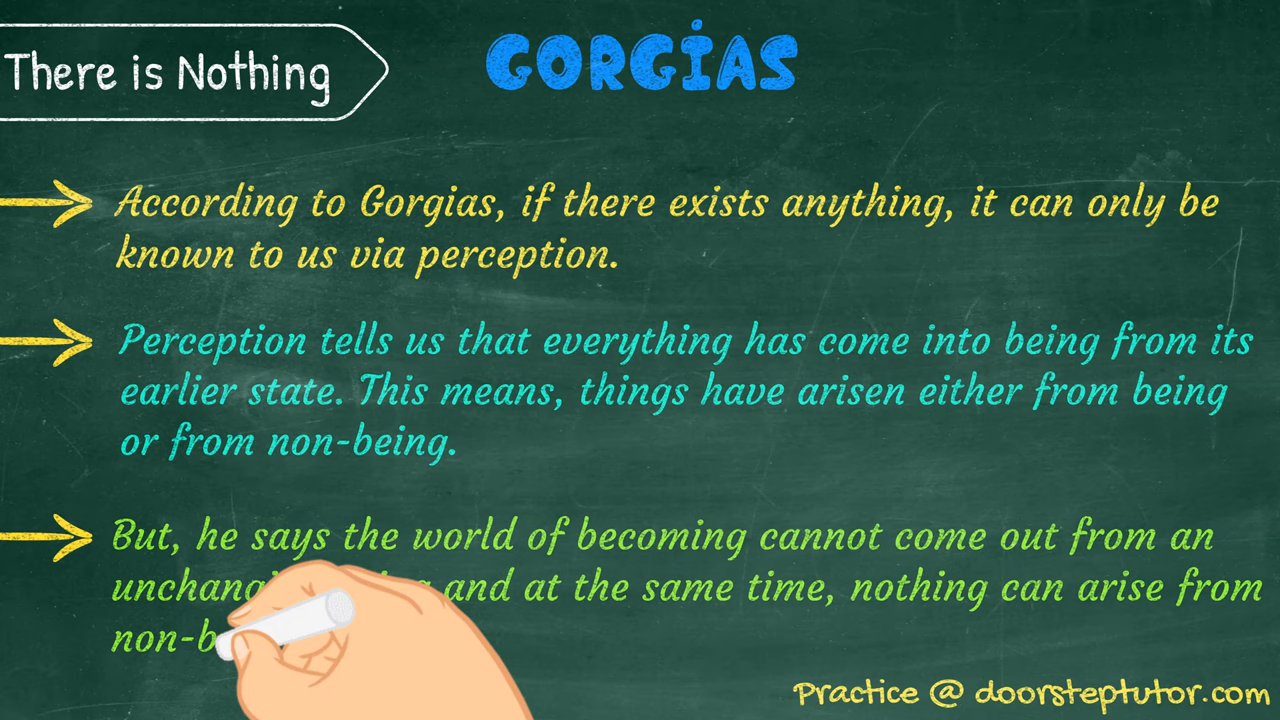 There is Nothing
GORGİAS
According to Gorgias, if there exists anything, it can only be
known to us via perception.
Perception tells us that everything has come into being from its
earlier state. This means, things have arisen either from being
or from non-being.
But, he says the world of becoming cannot come out from an
and at the same time, nothing can arise from
Practice @ doorsteptutor.com